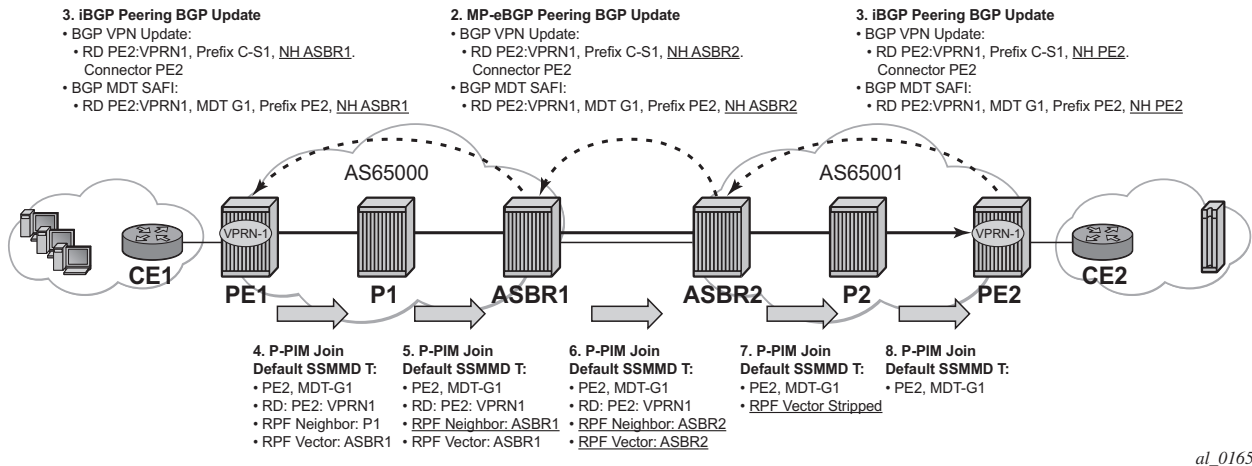 3. iBGP Peering BGP Update
• BGP VPN Update:
• RD PE2:VPRN1, Prefix C-S1, NH ASBR1.
Connector PE2
• BGP MDT SAFI:
• RD PE2:VPRN1, MDT G1, Prefix PE2, NH ASBR1
2. MP-eBGP Peering BGP Update
• BGP VPN Update:
• RD PE2:VPRN1, Prefix C-S1, NH ASBR2.
Connector PE2
• BGP MDT SAFI:
• RD PE2:VPRN1, MDT G1, Prefix PE2, NH ASBR2
3. iBGP Peering BGP Update
• BGP VPN Update:
• RD PE2:VPRN1, Prefix C-S1, NH PE2.
Connector PE2
• BGP MDT SAFI:
• RD PE2:VPRN1, MDT G1, Prefix PE2, NH PE2
AS65000
AS65001
VPRN-1
VPRN-1
CE1
PE1
P1
ASBR1
ASBR2
P2
PE2
CE2
4. P-PIM Join
Default SSMMD T:
• PE2, MDT-G1
• RD: PE2: VPRN1
• RPF Neighbor: P1
• RPF Vector: ASBR1
5. P-PIM Join
Default SSMMD T:
• PE2, MDT-G1
• RD: PE2: VPRN1
• RPF Neighbor: ASBR1
• RPF Vector: ASBR1
6. P-PIM Join
Default SSMMD T:
• PE2, MDT-G1
• RD: PE2: VPRN1
• RPF Neighbor: ASBR2
• RPF Vector: ASBR2
7. P-PIM Join
Default SSMMD T:
• PE2, MDT-G1
• RPF Vector Stripped
8. P-PIM Join
Default SSMMD T:
• PE2, MDT-G1
al_0165